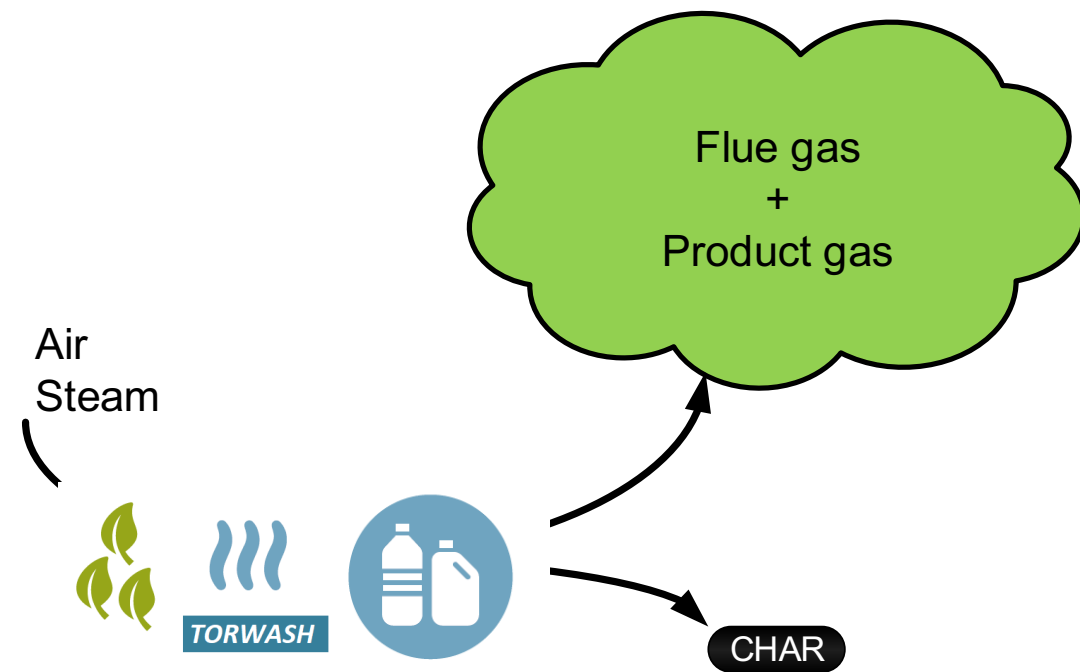 Flue gas
+
Product gas
Air
Steam
TORWASH
CHAR